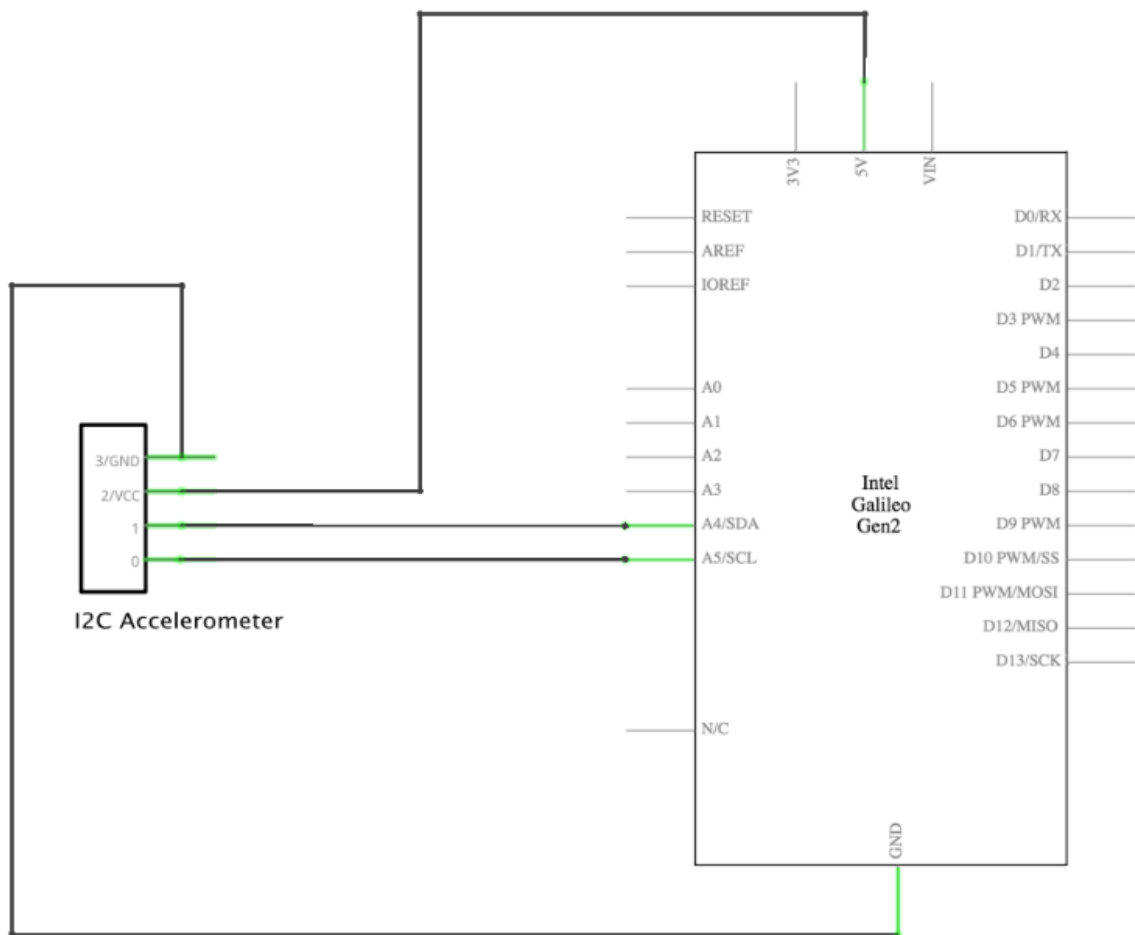 3V3
5V
VIN
RESET
AREF
IOREF
A0
A1
A2
A3
A4/SDA
A5/SCL
N/C
D0/RX
D1/TX
D2
D3 PWM
D4
D5 PWM
D6 PWM
D7
D8
D9 PWM
D10 PWM/SS
D11 PWM/MOSI
D12/MISO
D13/SCK
Intel
Galileo
Gen2
GND
3/GND
2/VCC
1
0
I2C Accelerometer